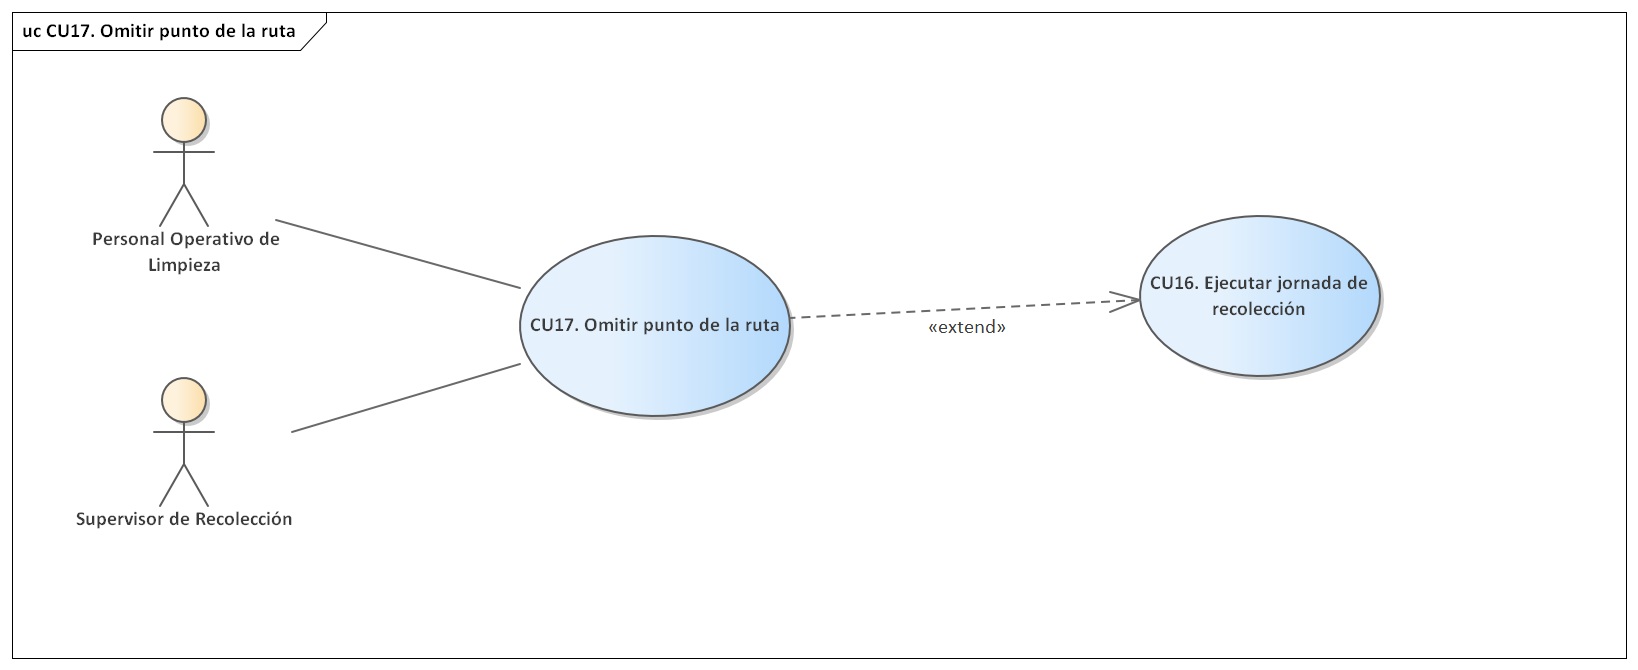 uc CU17. Omitir punto de la ruta
Personal Operativo de
Limpieza
CU17. Omitir punto de la ruta
«extend»
CU16. Ejecutar jornada de
recolección
Supervisor de Recolección